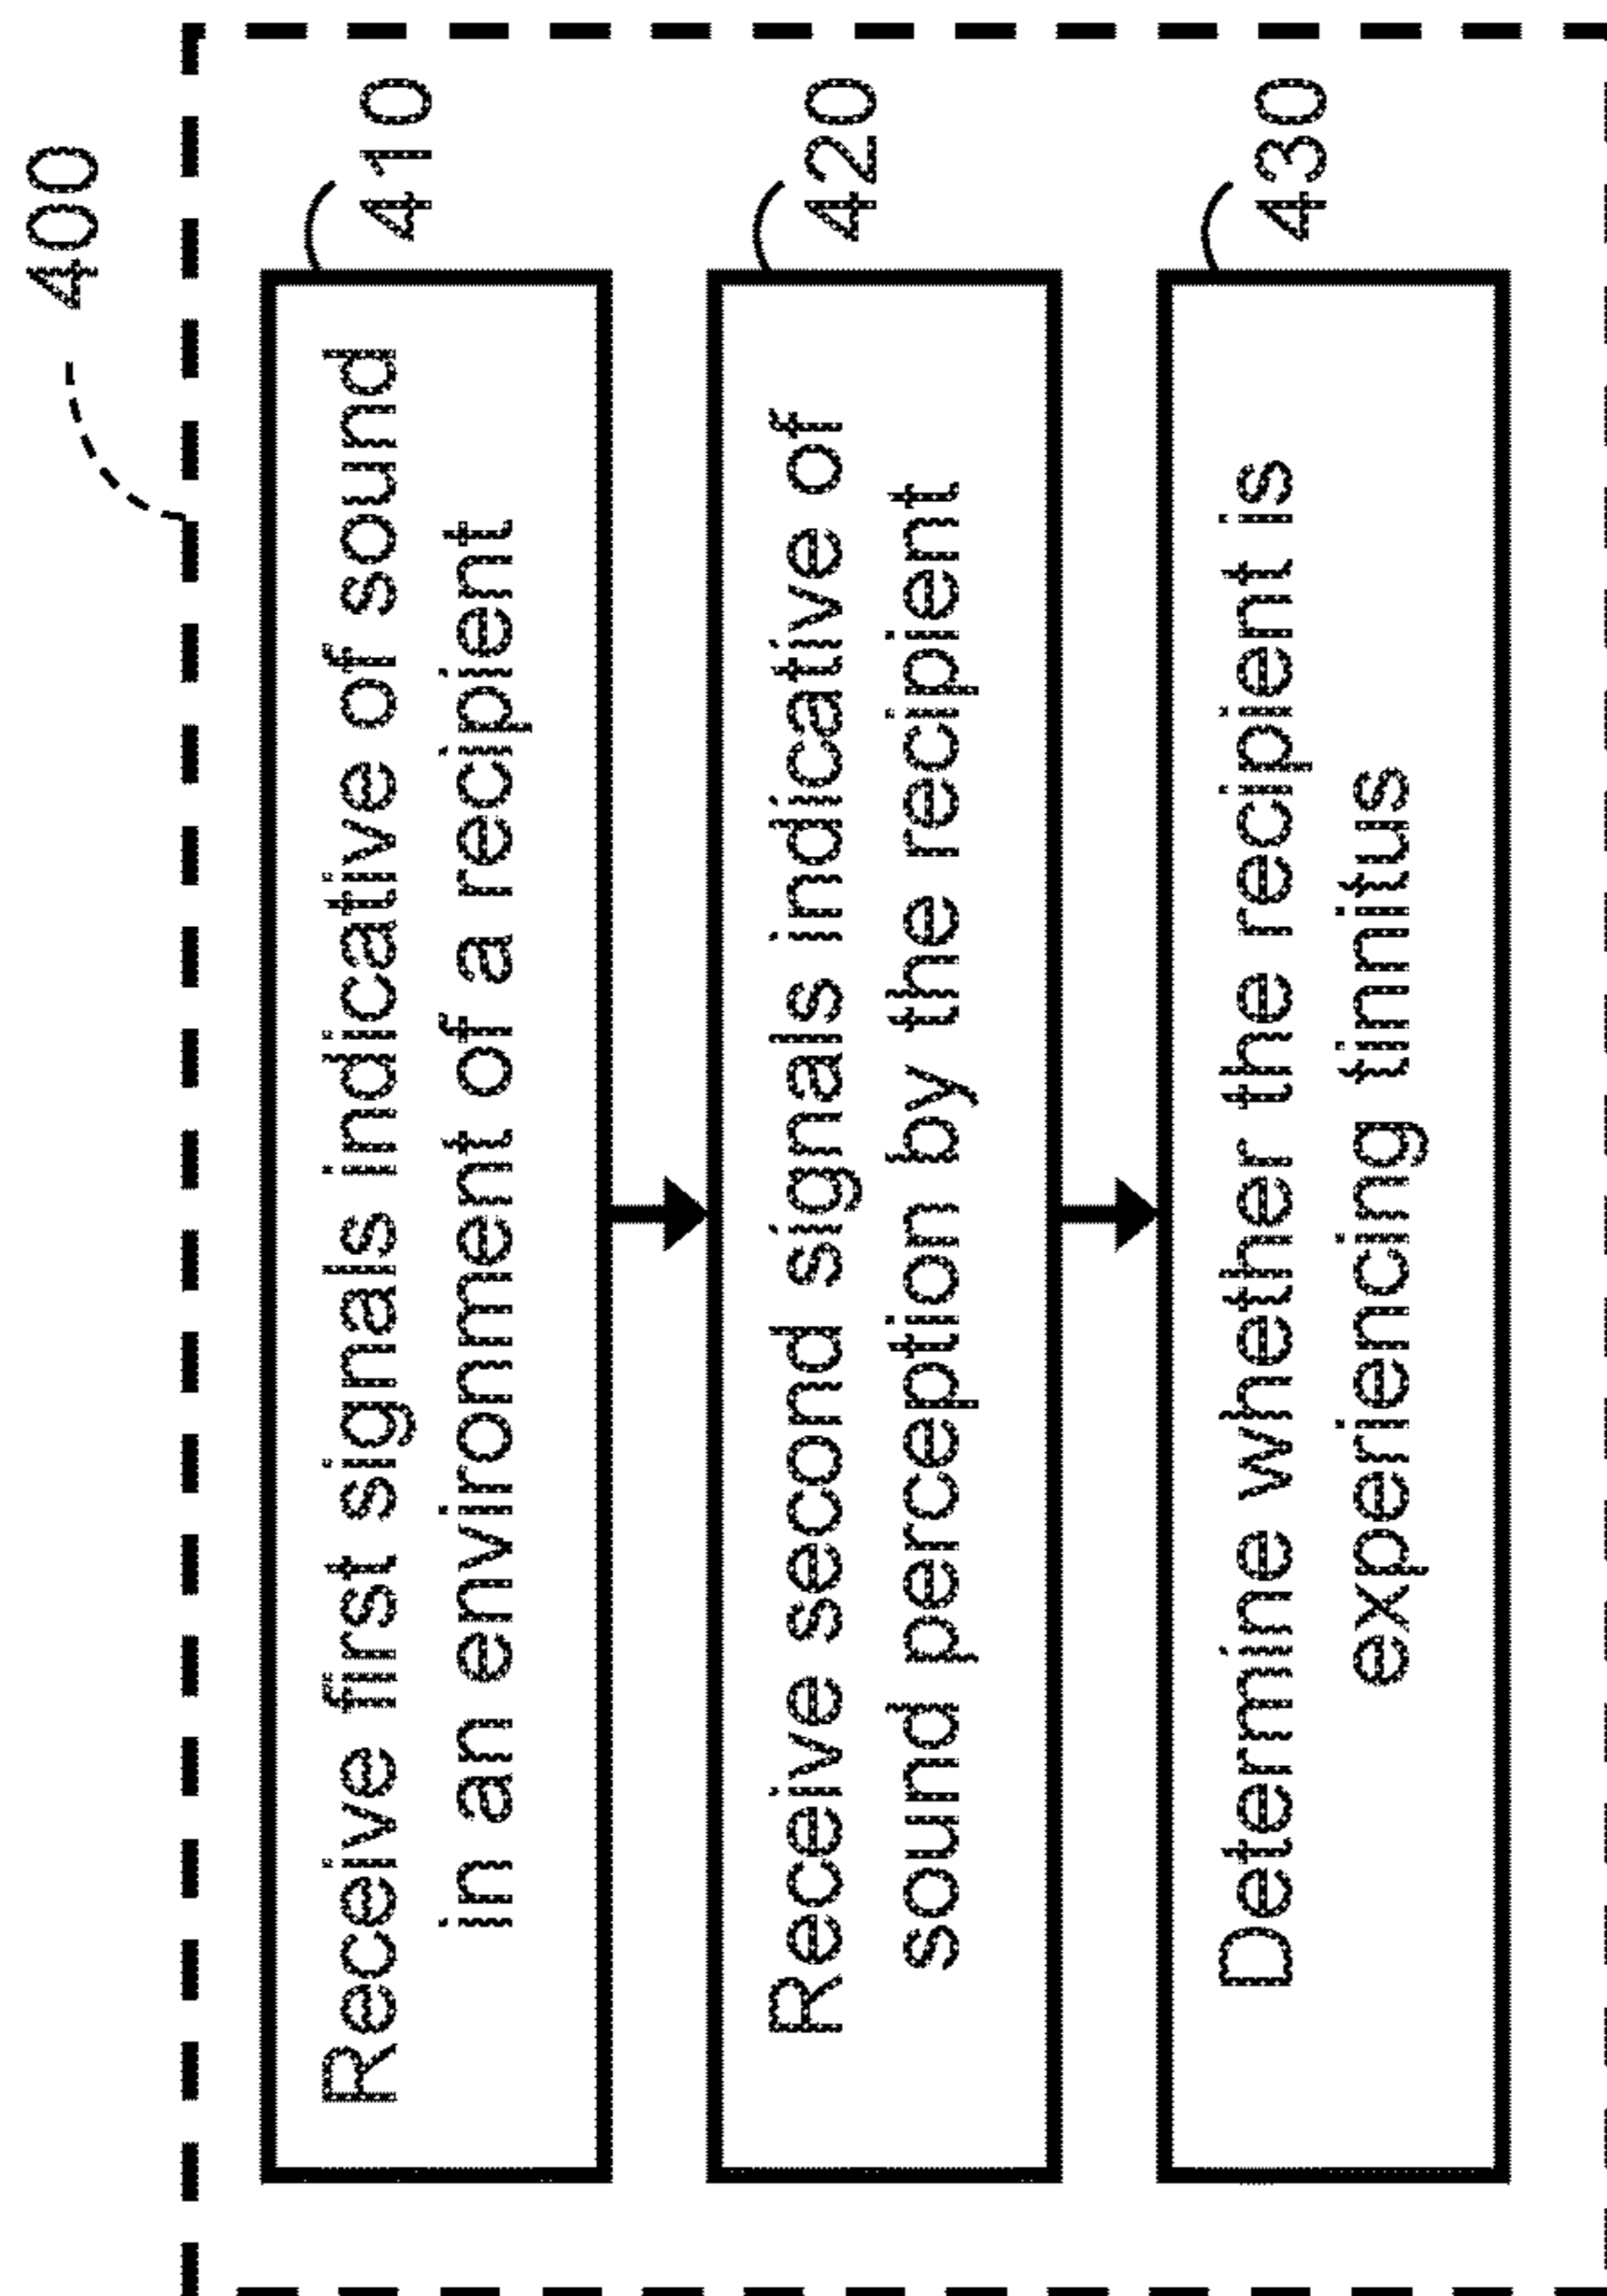 400
410
Receive first signals indicative of sound
in an environment of a recipient
420
Receive second signals indicative of
sound perception by the recipient
430
Determine whether the recipient is
experiencing tinnitus